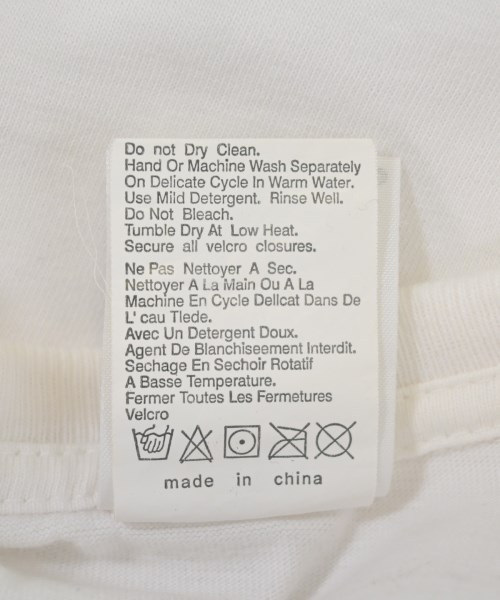 Do not Dry Clean.
Hand Or Machine Wash Separately
On Delicate Cycle In Warm Water.
Use Mild Detergent. Rinse Well.
Do Not Bleach.
Tumble Dry At Low Heat.
Secure all velcro closures.
Ne Pas Nettoyer A Sec.
Nettoyer A La Main Ou A La
Machine En Cycle Dellcat Dans De
L' cau Tlede.
Avec Un Detergent Doux.
Agent De Blanchiseement Interdit.
Sechage En Sechoir Rotatif
A Basse Temperature.
Fermer Toutes Les Fermetures
Velcro
made in china